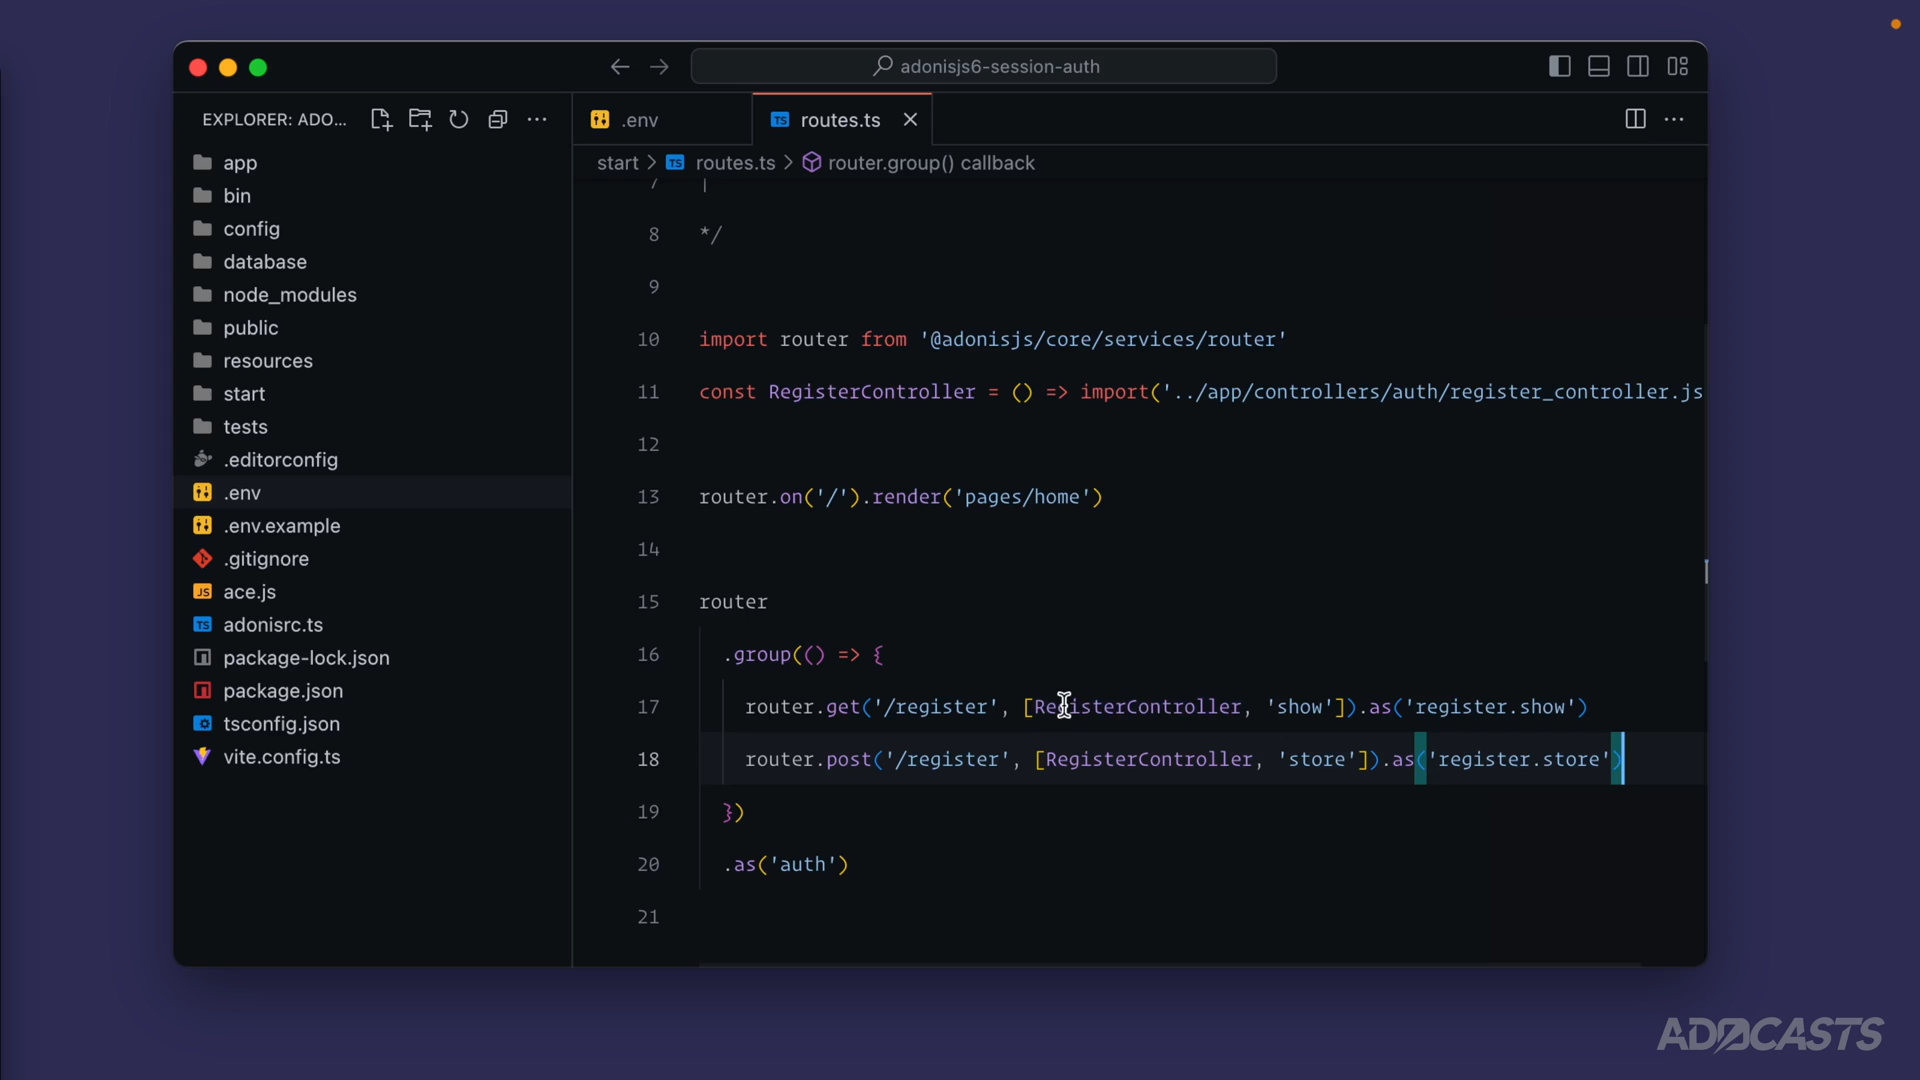 adonisjs6-session-auth
EXPLORER: ADO...
.env
routes.ts
start > TS routes.ts > router.group() callback
app
bin
config
database
node_modules
public
resources
start
tests
.editorconfig
.env
.env.example
.gitignore
JS ace.js
TS adonisrc.ts
package-lock.json
package.json
tsconfig.json
vite.config.ts
7 |
8 */
9
10 import router from '@adonisjs/core/services/router'
11 const RegisterController = () => import('../app/controllers/auth/register_controller.js
12
13 router.on('/').render('pages/home')
14
15 router
16 .group(() => {
17 router.get('/register', [RegisterController, 'show']).as('register.show')
18 router.post('/register', [RegisterController, 'store']).as('register.store')
19 })
20 .as('auth')
21
ADOCASTS